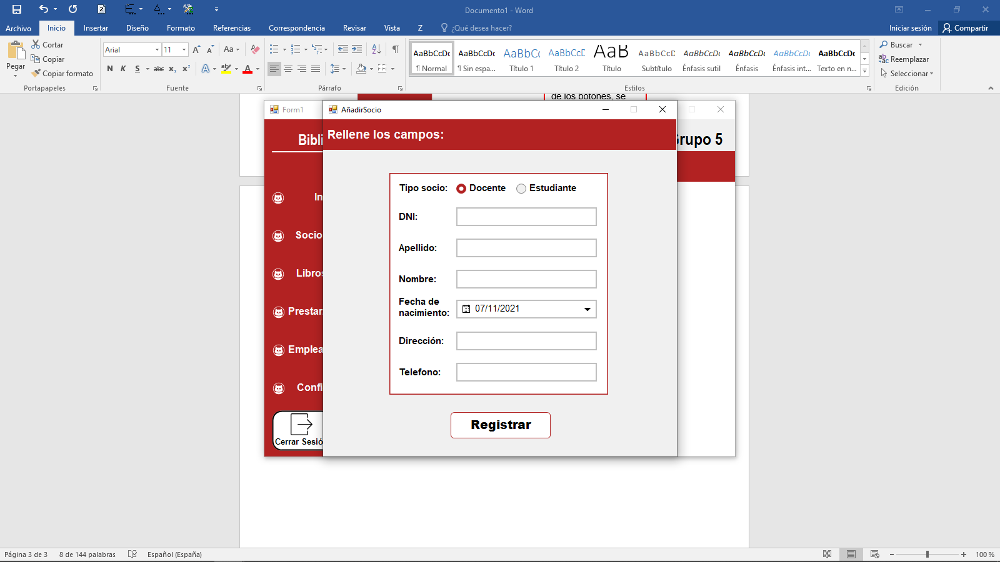 Documento1 - Word
Archivo Inicio Insertar Diseño Formato Referencias Correspondencia Revisar Vista Z ¿Qué desea hacer? Iniciar sesión Compartir
Pegar
Cortar
Copiar
Copiar formato
Portapapeles
Arial 11
N K S abc x₂ x²
Fuente
Párrafo
AaBbCcDc AaBbCcDc AaBbCc AaBbCcD AaB AaBbCcD AaBbCcDc AaBbCcDc AaBbCcDc AaBbCcDc
¶ Normal ¶ Sin espa... Título 1 Título 2 Título Subtítulo Énfasis sutil Énfasis Énfasis int... Texto en n...
Estilos
Buscar
Reemplazar
Seleccionar
Edición
de los botones, se
Form1
AñadirSocio
Bibli
Grupo 5
Rellene los campos:
In
Socio
Libros
Prestar
Emplea
Confi
Cerrar Sesió
Tipo socio: Docente Estudiante
DNI:
Apellido:
Nombre:
Fecha de
nacimiento: 07/11/2021
Dirección:
Telefono:
Registrar
Página 3 de 3 8 de 144 palabras Español (España) 100 %